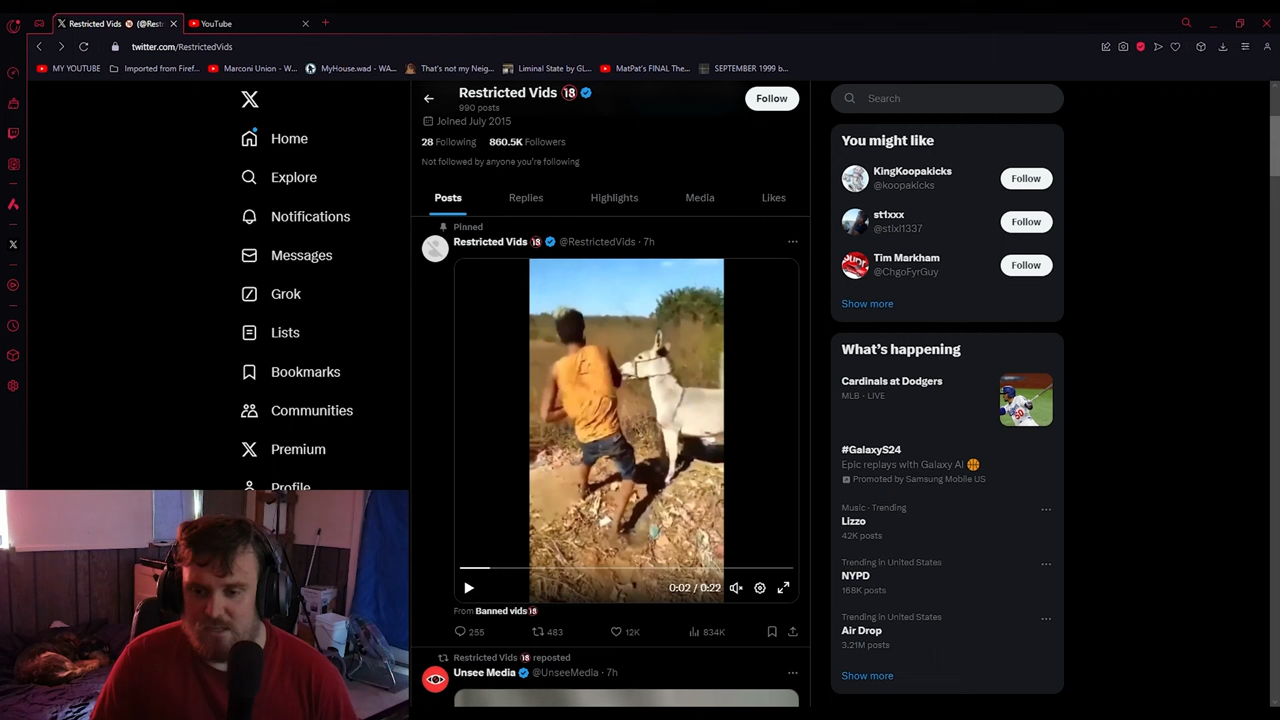 Restricted Vids 🔞 (@Restr
YouTube
twitter.com/RestrictedVids
MY YOUTUBE
Imported from Firef...
Marconi Union - W...
MyHouse.wad - WA...
That's not my Neig...
Liminal State by GL...
MatPat's FINAL The...
SEPTEMBER 1999 b...
Home
Explore
Notifications
Messages
Grok
Lists
Bookmarks
Communities
Premium
Profile
Restricted Vids 🔞
990 posts
Follow
Joined July 2015
28 Following 860.5K Followers
Not followed by anyone you're following
Posts Replies Highlights Media Likes
Pinned
Restricted Vids 🔞 @RestrictedVids · 7h
0:02 / 0:22
From Banned vids🔞
255 483 12K 834K
Restricted Vids 🔞 reposted
Unsee Media @UnseeMedia · 7h
Search
You might like
KingKoopakicks
@koopakicks
Follow
st1xxx
@stlxl1337
Follow
Tim Markham
@ChgoFyrGuy
Follow
Show more
What's happening
Cardinals at Dodgers
MLB · LIVE
#GalaxyS24
Epic replays with Galaxy AI 🏀
Promoted by Samsung Mobile US
Music · Trending
Lizzo
42K posts
Trending in United States
NYPD
168K posts
Trending in United States
Air Drop
3.21M posts
Show more